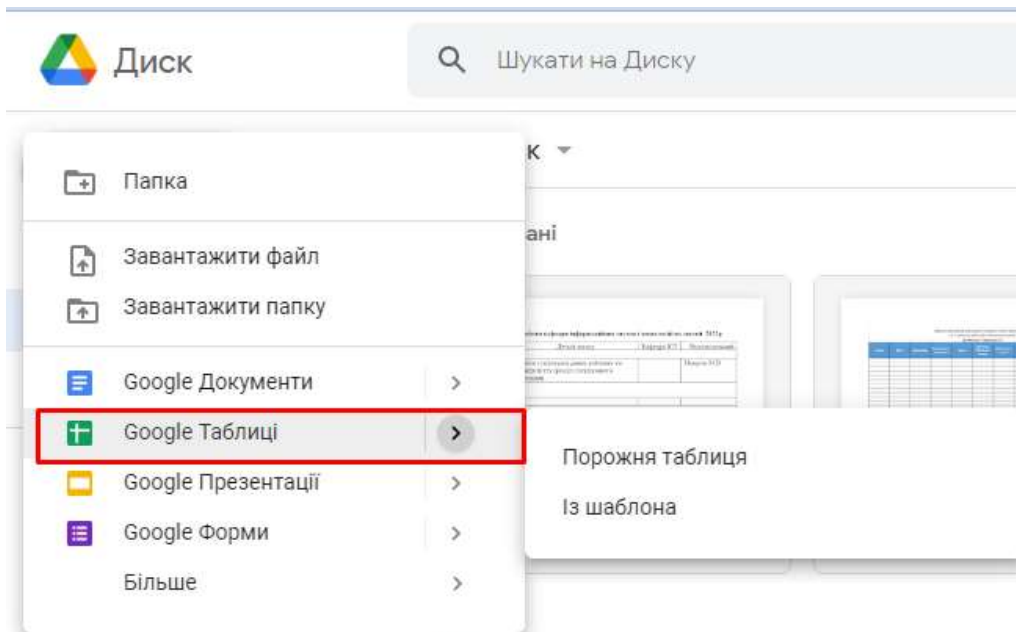 Диск
Шукати на Диску
к
Папка
ані
Завантажити файл
Завантажити папку
Google Документи
Google Таблиці
Порожня таблиця
Google Презентації
Із шаблона
Google Форми
Більше